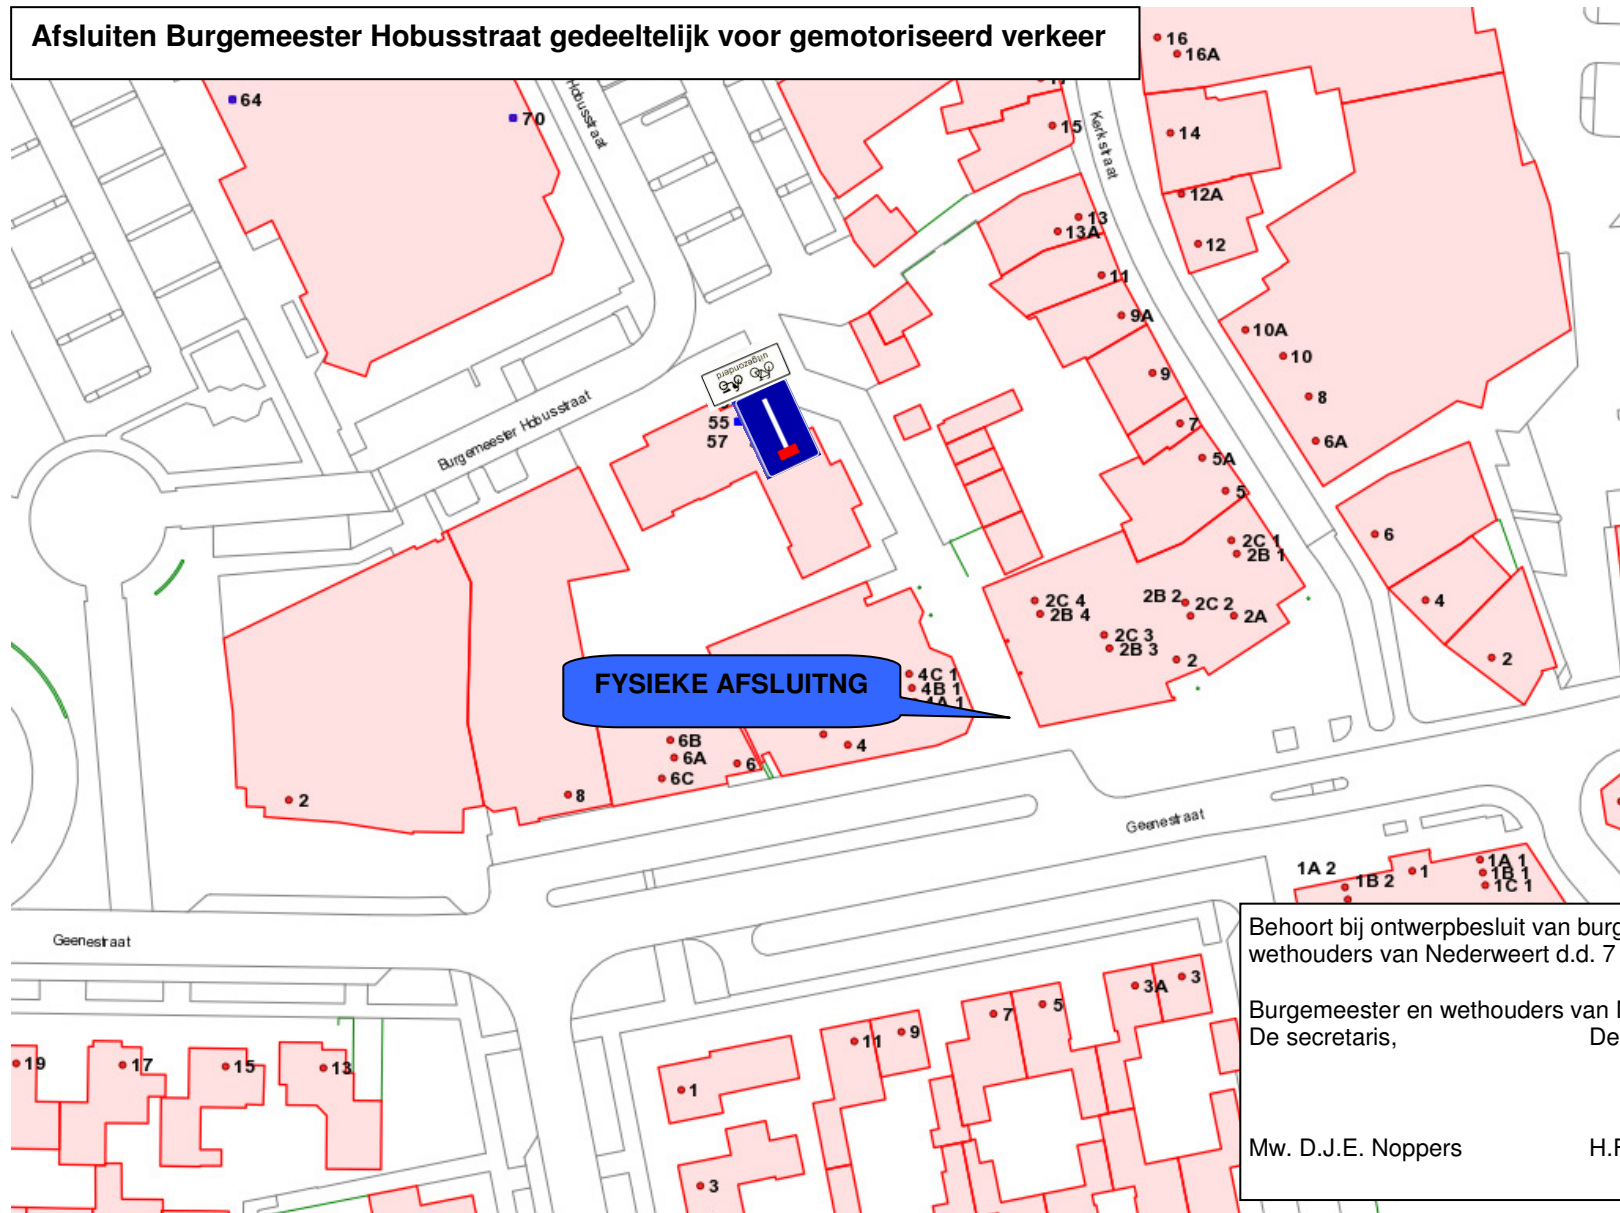 Afsluiten Burgemeester Hobusstraat gedeeltelijk voor gemotoriseerd verkeer
16
16A
64
70
Hobusstraat
15
Kerkstraat
14
12A
12
13
13A
11
9A
10A
10
9
8
7
6A
5A
5
uitgezonderd
55
57
Burgemeester Hobusstraat
2C 1
2B 1
6
4
2
2C 4
2B 4
2B 2
2C 2
2A
2C 3
2B 3
2
FYSIEKE AFSLUITNG
4C 1
4B 1
4A 1
4
6B
6A
6C
6
8
2
Geenestraat
Geenestraat
1A 2
1B 2
1
1A 1
1B 1
1C 1
Behoort bij ontwerpbesluit van burg
wethouders van Nederweert d.d. 7
Burgemeester en wethouders van
De secretaris, De
Mw. D.J.E. Noppers
19
17
15
13
1
3
11
9
7
5
3A
3